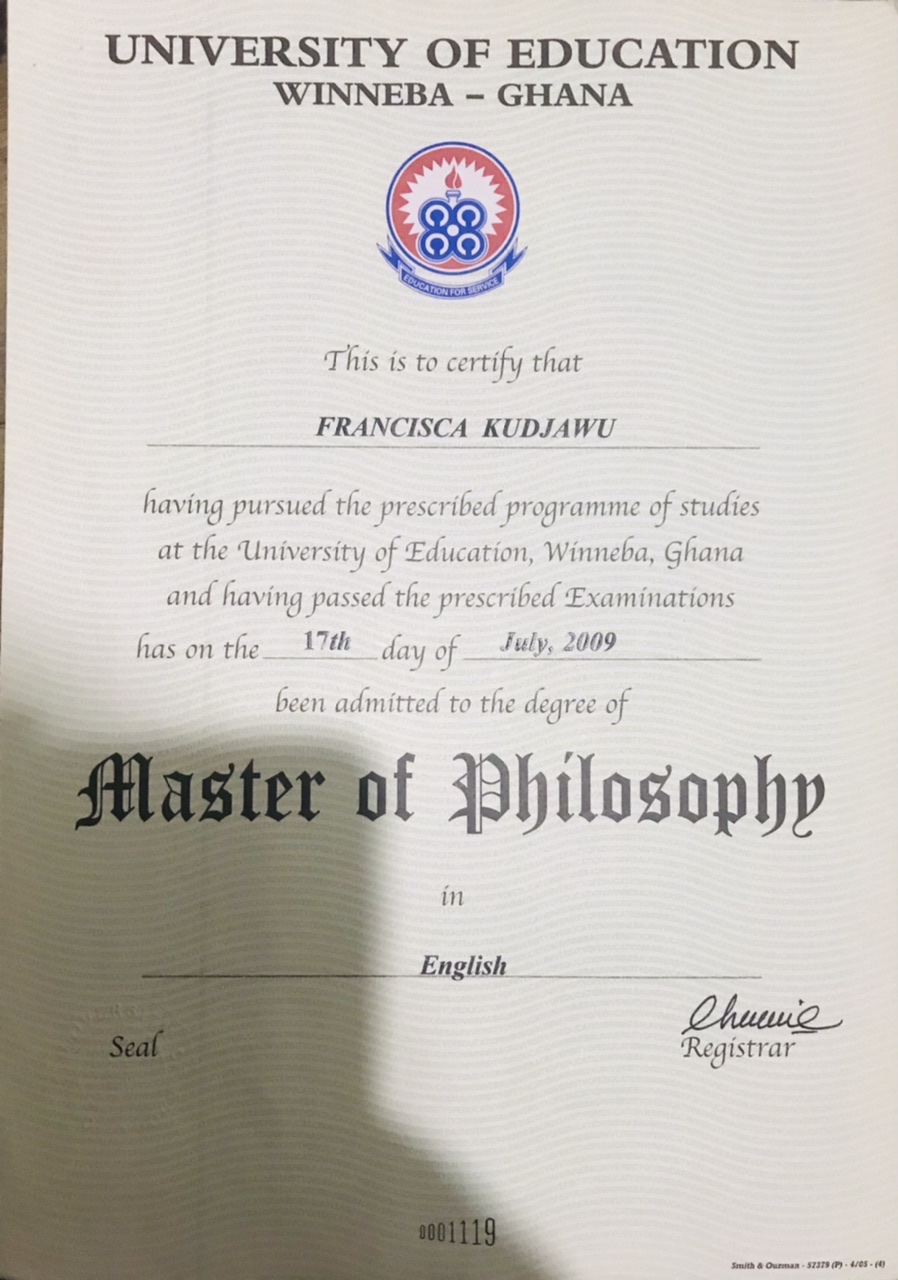 UNIVERSITY OF EDUCATION
WINNEBA – GHANA
EDUCATION FOR SERVICE
This is to certify that
FRANCISCA KUDJAWU
having pursued the prescribed programme of studies
at the University of Education, Winneba, Ghana
and having passed the prescribed Examinations
has on the 17th day of July, 2009
been admitted to the degree of
Master of Philosophy
in
English
Seal
Registrar
0001119
Smith & Ouzman - 57379 (P) - 4/05 - (4)